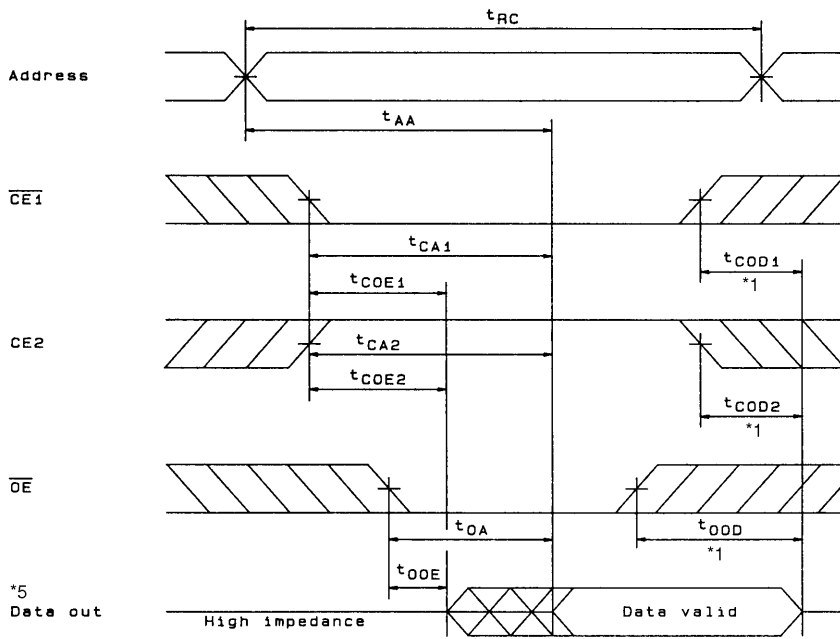 tRC
Address
tAA
CE1
tCA1
tCOD1
*1
tCOE1
CE2
tCA2
tCOE2
tCOD2
*1
OE
tOA
tOOD
*1
tOOE
*5
Data out
High impedance
Data valid